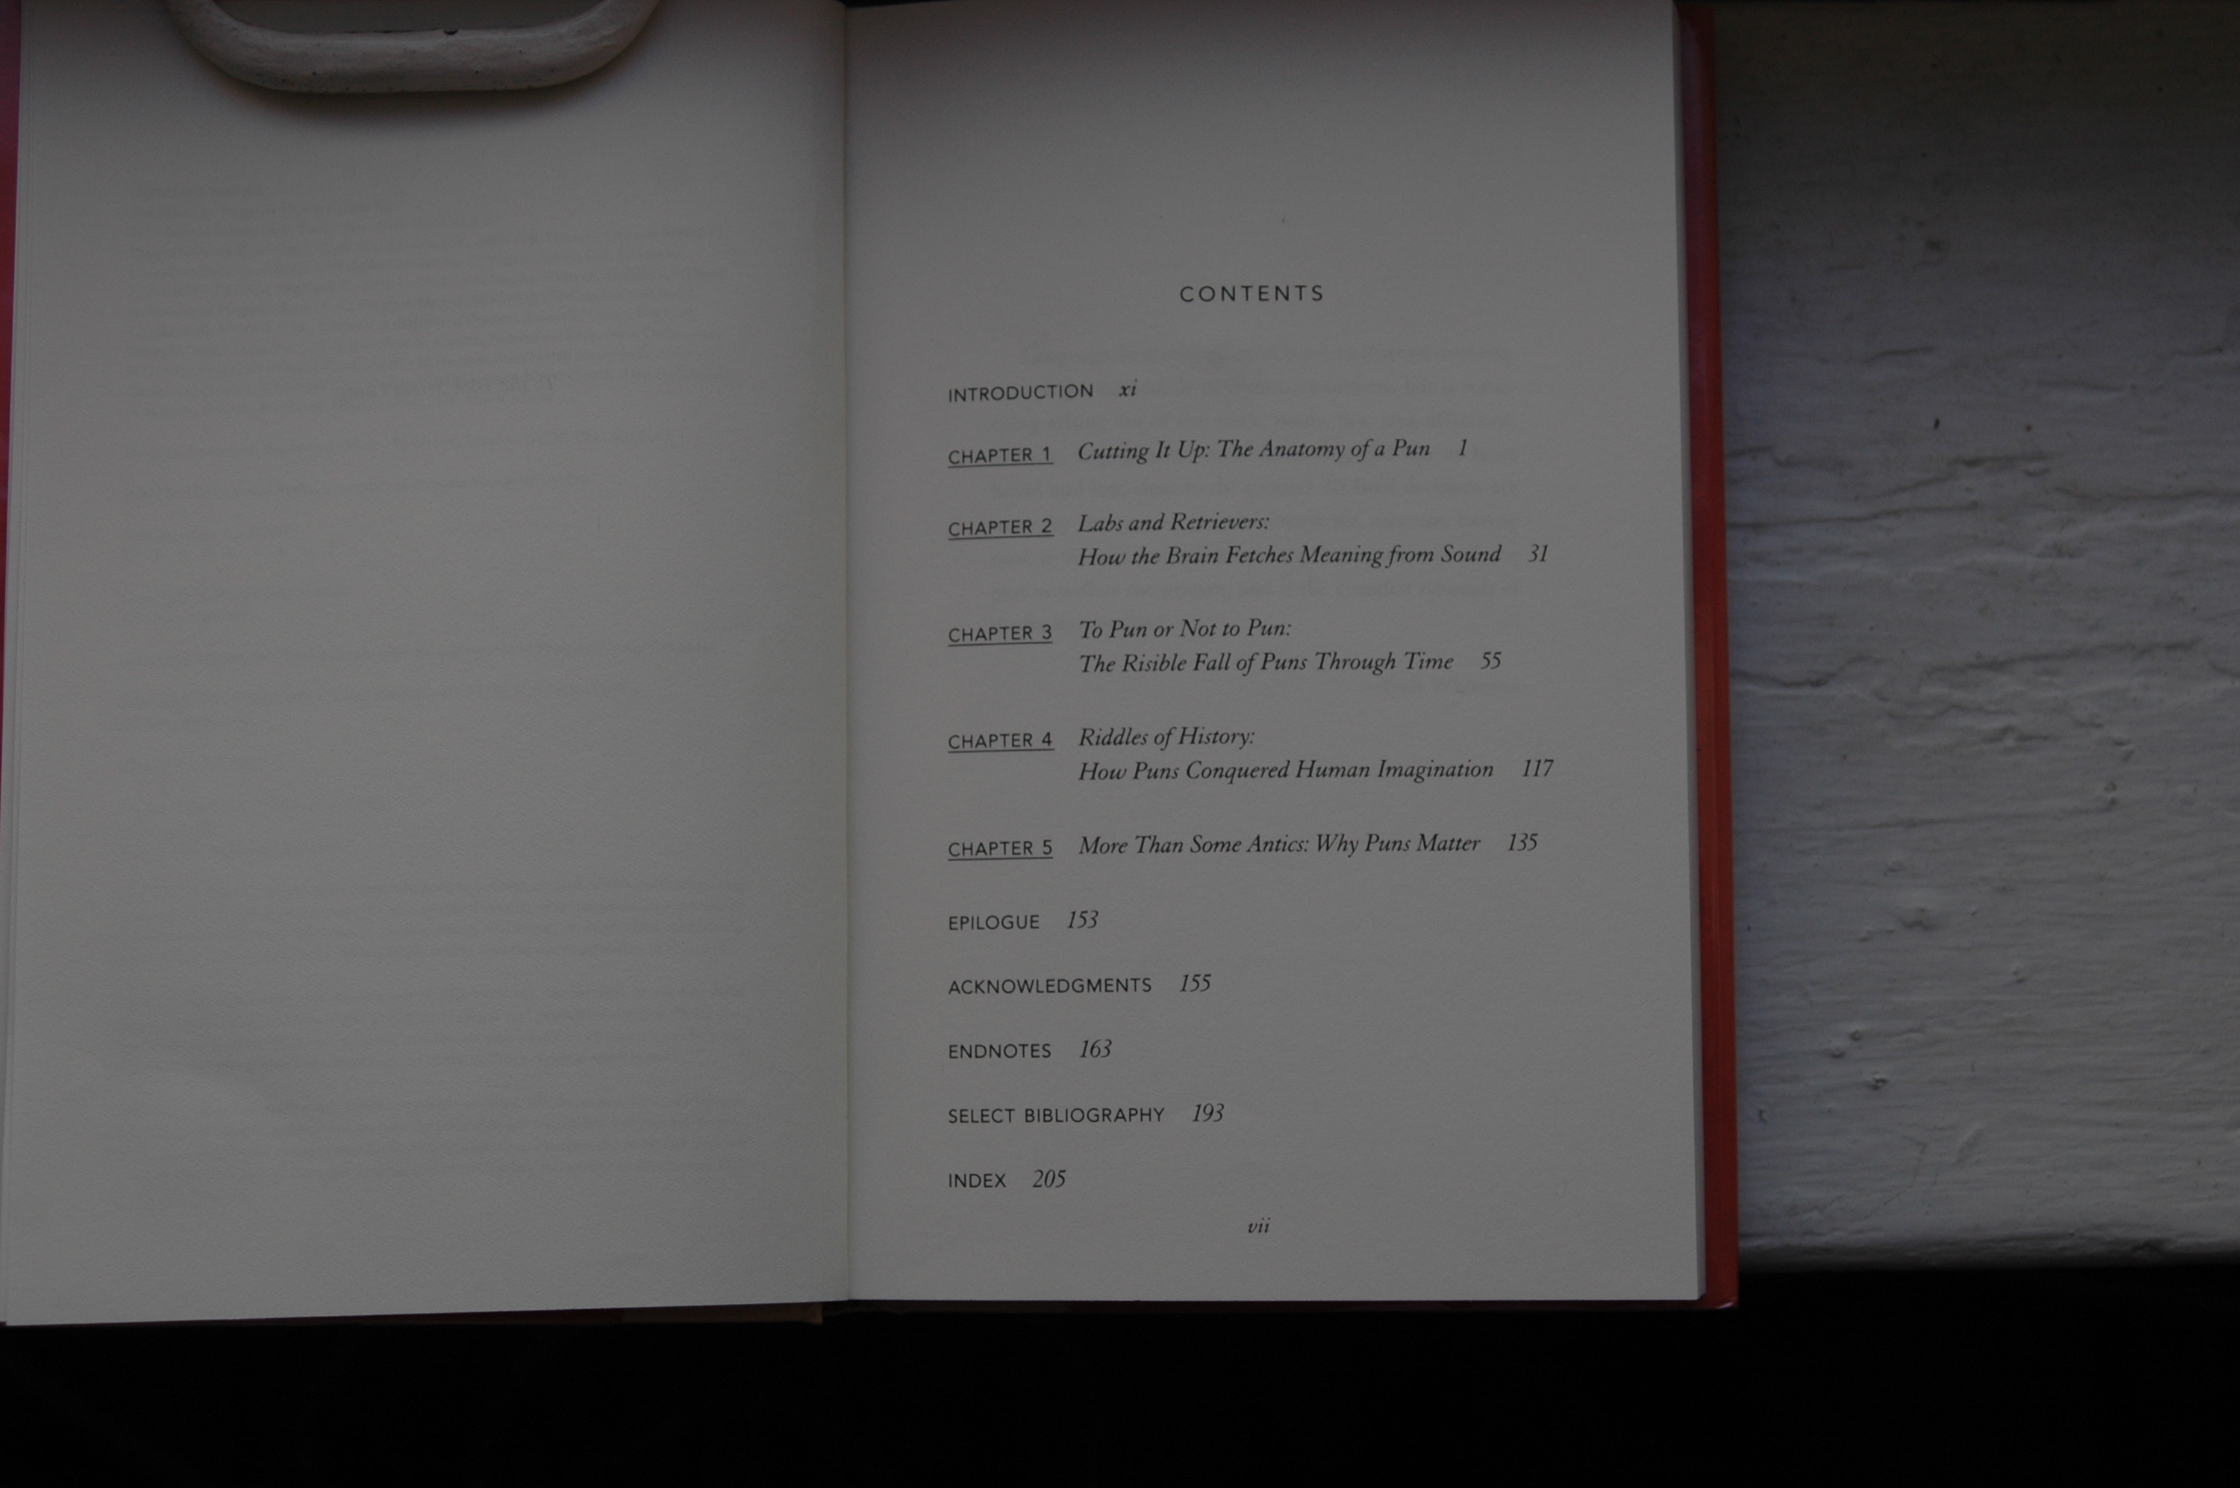 CONTENTS
INTRODUCTION xi
CHAPTER 1 Cutting It Up: The Anatomy of a Pun 1
CHAPTER 2 Labs and Retrievers:
How the Brain Fetches Meaning from Sound 31
CHAPTER 3 To Pun or Not to Pun:
The Risible Fall of Puns Through Time 55
CHAPTER 4 Riddles of History:
How Puns Conquered Human Imagination 117
CHAPTER 5 More Than Some Antics: Why Puns Matter 135
EPILOGUE 153
ACKNOWLEDGMENTS 155
ENDNOTES 163
SELECT BIBLIOGRAPHY 193
INDEX 205
vii